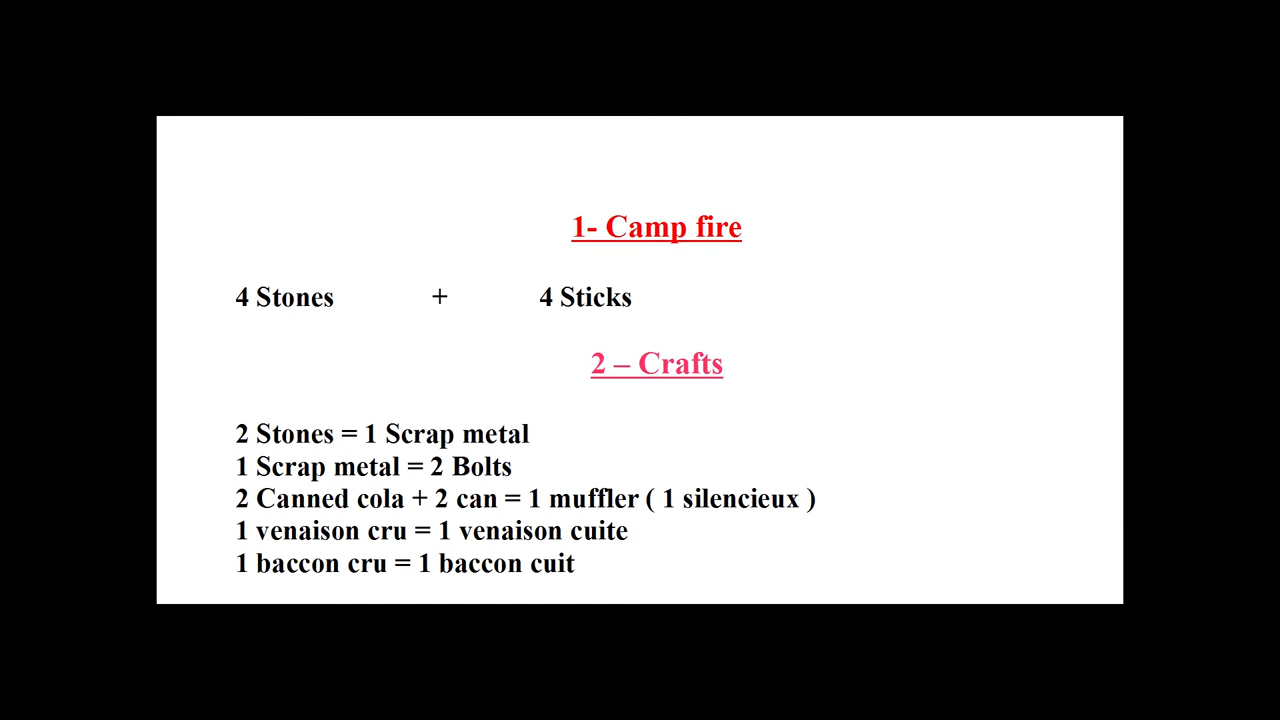 1- Camp fire
4 Stones + 4 Sticks
2 – Crafts
2 Stones = 1 Scrap metal
1 Scrap metal = 2 Bolts
2 Canned cola + 2 can = 1 muffler ( 1 silencieux )
1 venaison cru = 1 venaison cuite
1 baccon cru = 1 baccon cuit